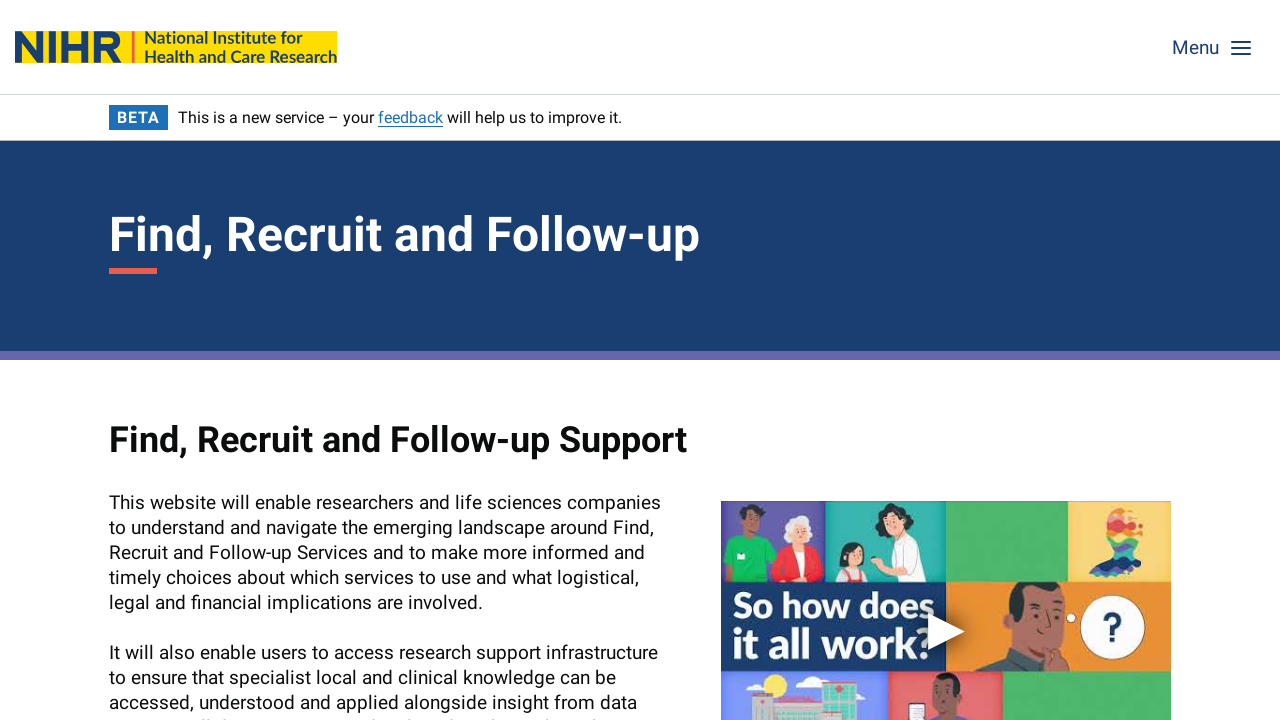 NIHR | National Institute for
Health and Care Research
Menu
BETA This is a new service – your feedback will help us to improve it.
Find, Recruit and Follow-up
Find, Recruit and Follow-up Support
This website will enable researchers and life sciences companies
to understand and navigate the emerging landscape around Find,
Recruit and Follow-up Services and to make more informed and
timely choices about which services to use and what logistical,
legal and financial implications are involved.
It will also enable users to access research support infrastructure
to ensure that specialist local and clinical knowledge can be
accessed, understood and applied alongside insight from data
So how does
it all work?
?